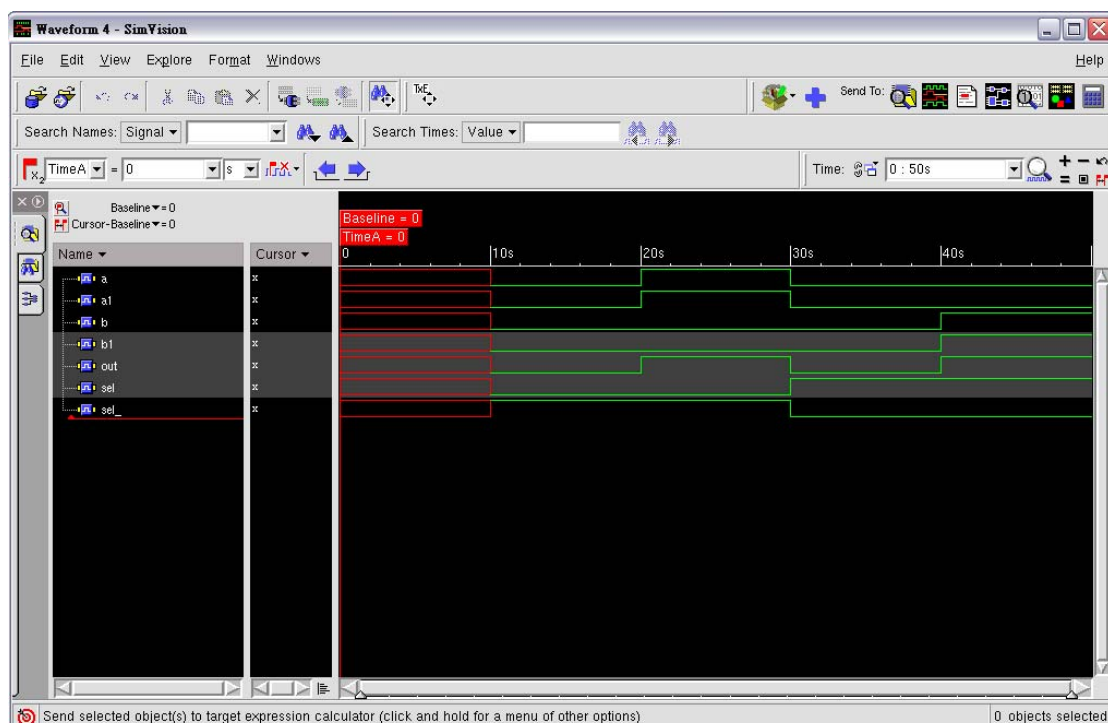 Waveform 4 - SimVision
File Edit View Explore Format Windows Help
TxE
Send To:
Search Names: Signal Search Times: Value
X2 TimeA = 0 s Time: 0 : 50s
Baseline = 0
Cursor-Baseline = 0
Baseline = 0
TimeA = 0
Name Cursor 0 10s 20s 30s 40s
a x
a1 x
b x
b1 x
out x
sel x
sel_ x
Send selected object(s) to target expression calculator (click and hold for a menu of other options) 0 objects selected